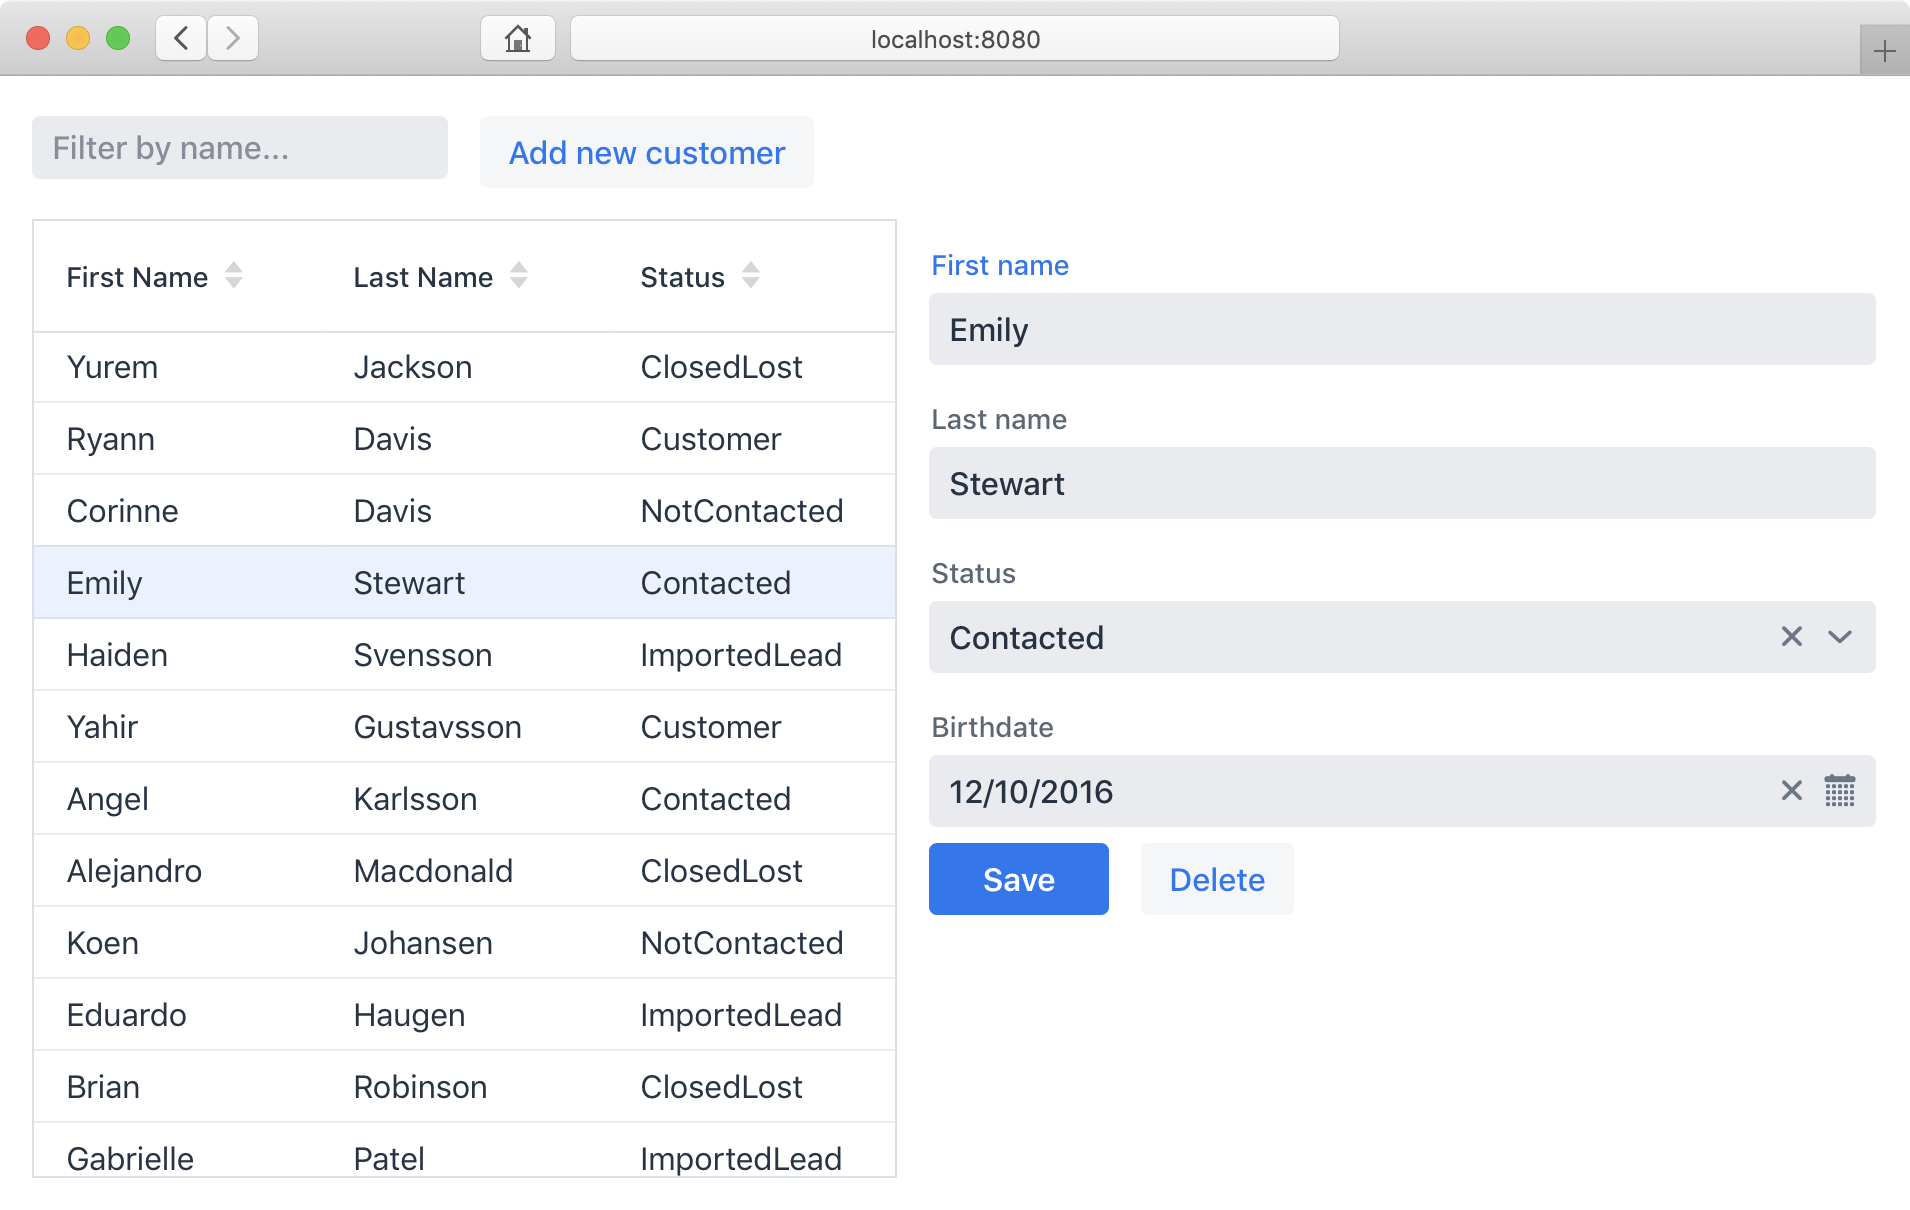 localhost:8080
Filter by name...
Add new customer
First Name Last Name Status
Yurem Jackson ClosedLost
Ryann Davis Customer
Corinne Davis NotContacted
Emily Stewart Contacted
Haiden Svensson ImportedLead
Yahir Gustavsson Customer
Angel Karlsson Contacted
Alejandro Macdonald ClosedLost
Koen Johansen NotContacted
Eduardo Haugen ImportedLead
Brian Robinson ClosedLost
Gabrielle Patel ImportedLead
First name
Emily
Last name
Stewart
Status
Contacted
Birthdate
12/10/2016
Save
Delete